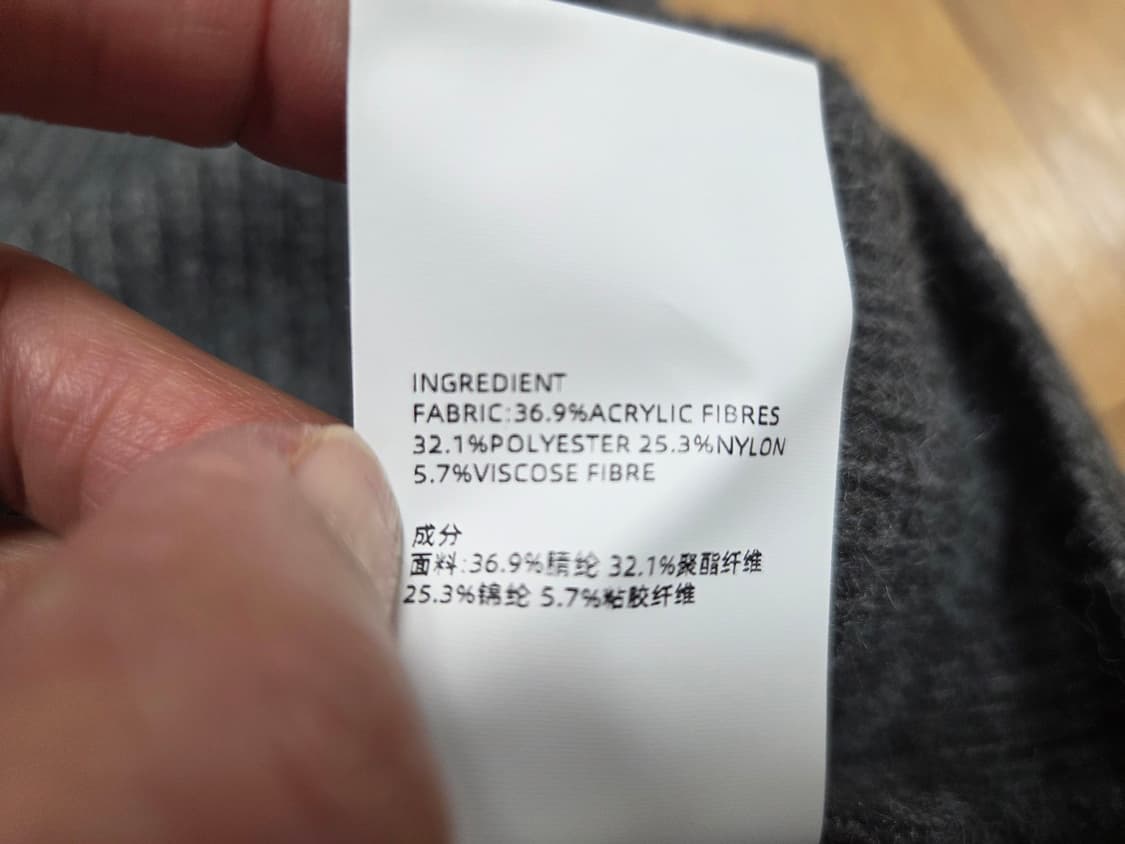 INGREDIENT
FABRIC:36.9%ACRYLIC FIBRES
32.1%POLYESTER 25.3%NYLON
5.7%VISCOSE FIBRE
成分
面料:36.9%腈纶 32.1%聚酯纤维
25.3%锦纶 5.7%粘胶纤维